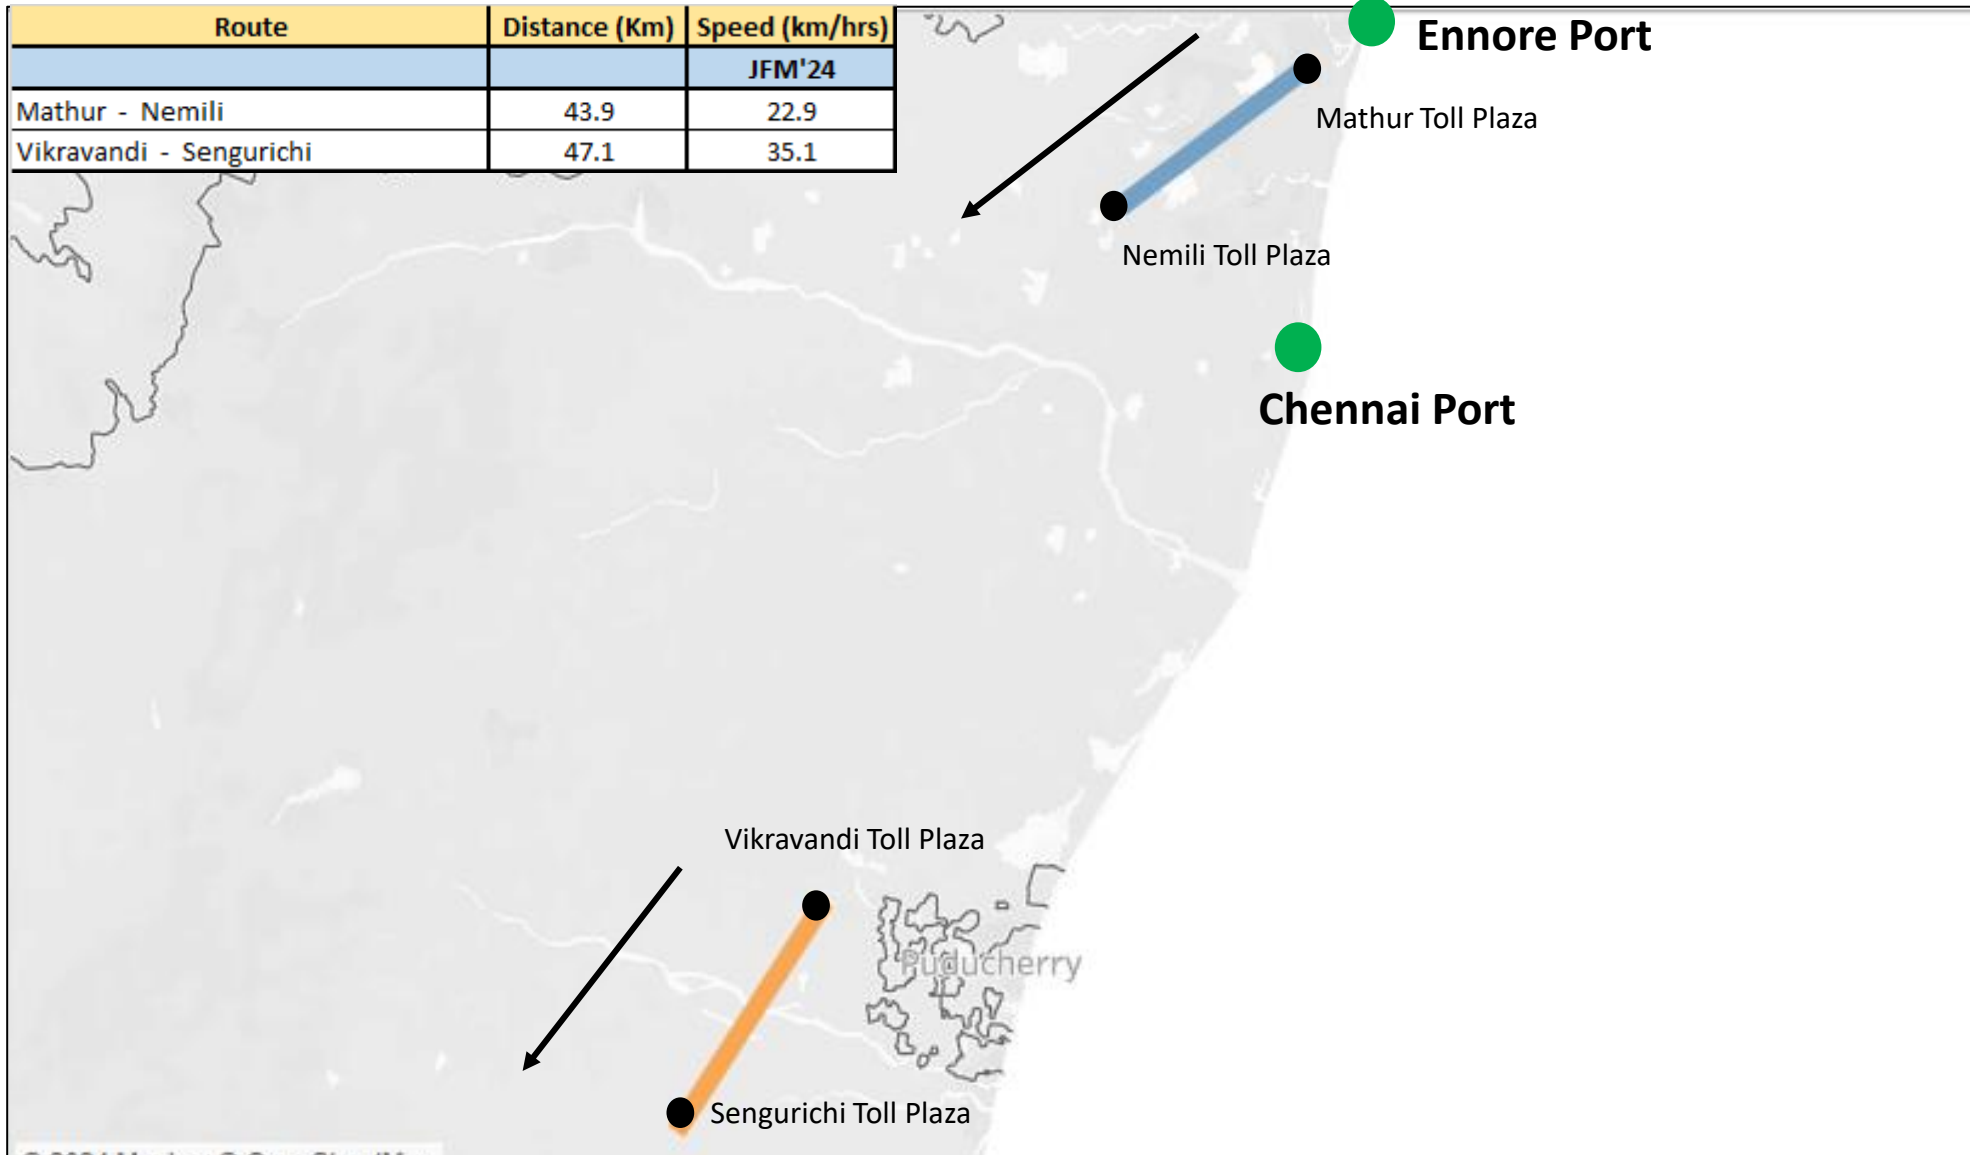 Route Distance (Km) Speed (km/hrs)
JFM'24
Mathur - Nemili 43.9 22.9
Vikravandi - Sengurichi 47.1 35.1
Ennore Port
Mathur Toll Plaza
Nemili Toll Plaza
Chennai Port
Vikravandi Toll Plaza
Puducherry
Sengurichi Toll Plaza